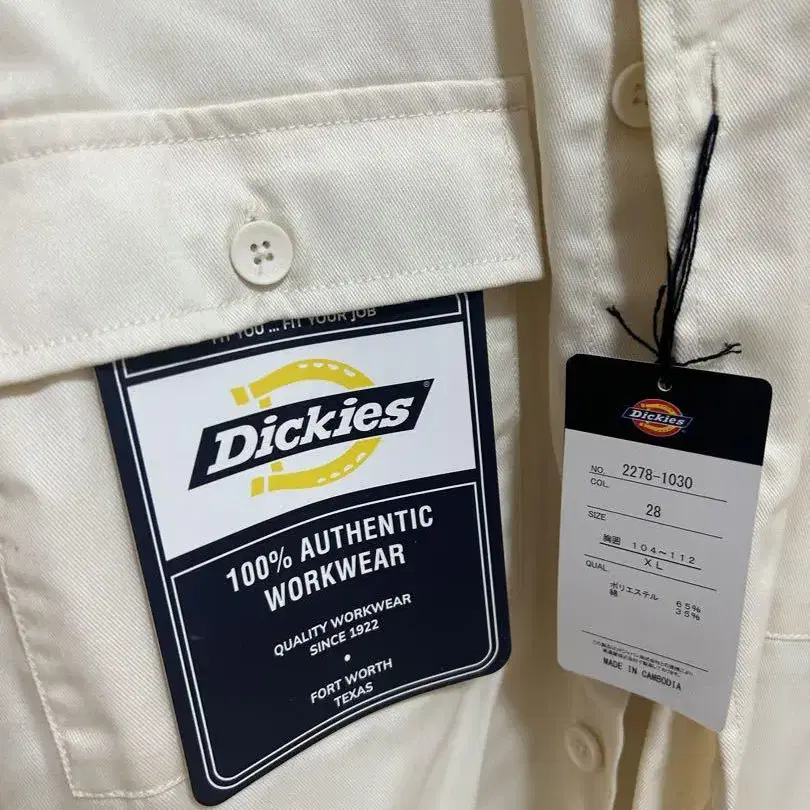 FIT YOU ... FIT YOUR JOB
Dickies®
100% AUTHENTIC
WORKWEAR
QUALITY WORKWEAR
SINCE 1922
•
FORT WORTH
TEXAS
Dickies
NO. 2278-1030
COL.
28
SIZE
胸囲 104~112
XL
QUAL.
ポリエステル 65%
綿 35%
MADE IN CAMBODIA